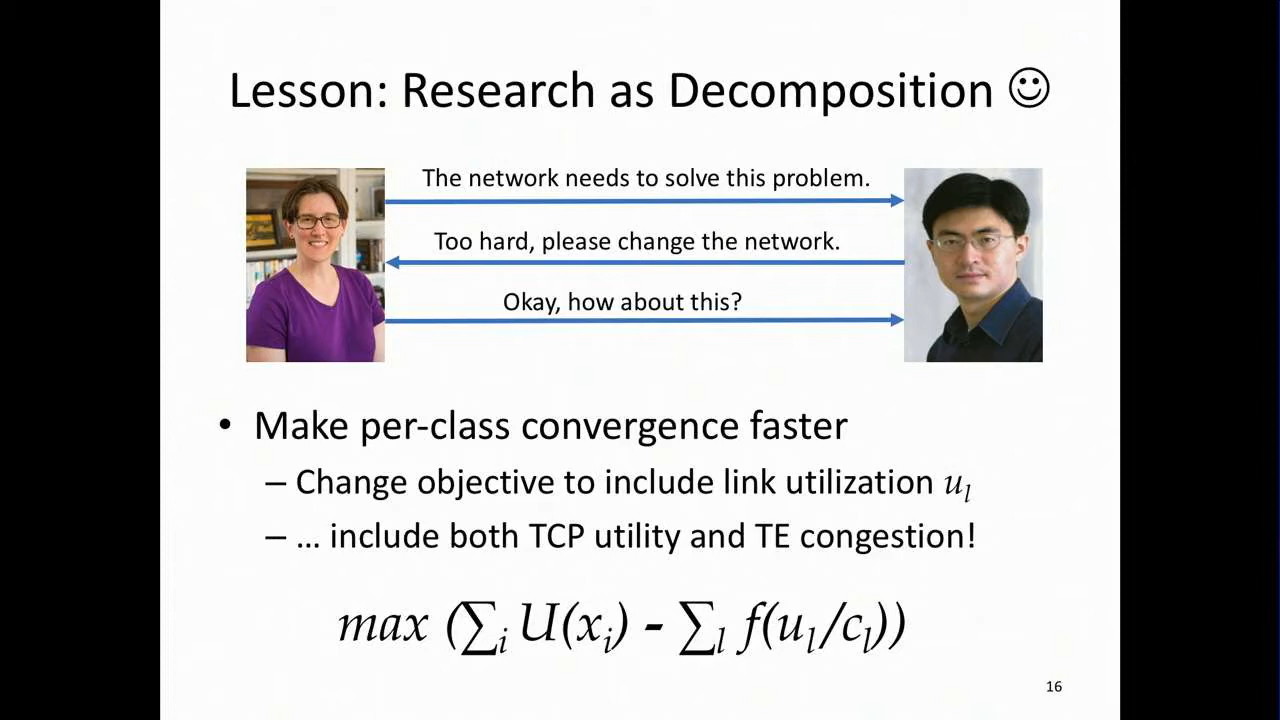 Lesson: Research as Decomposition ☺
The network needs to solve this problem.
Too hard, please change the network.
Okay, how about this?
• Make per-class convergence faster
– Change objective to include link utilization u_l
– … include both TCP utility and TE congestion!
max (∑_i U(x_i) - ∑_l f(u_l/c_l))
16